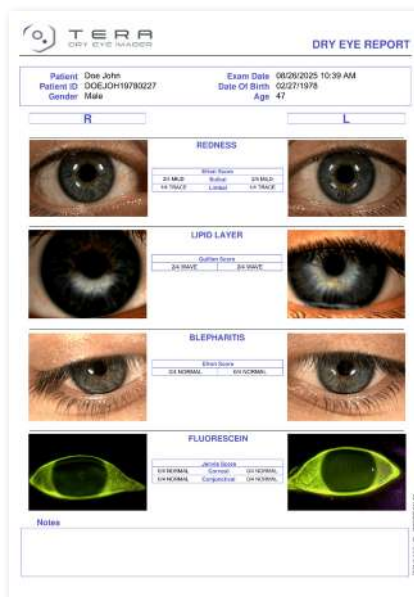 TERA
DRY EYE IMAGER
DRY EYE REPORT
Patient Doe John Exam Date 08/26/2025 10:39 AM
Patient ID DOEJOH19780227 Date Of Birth 02/27/1978
Gender Male Age 47
R L
REDNESS
Efron Score
2/4 MILD Bulbar 2/4 MILD
1/4 TRACE Limbal 1/4 TRACE
LIPID LAYER
Guillon Score
2/4 WAVE 2/4 WAVE
BLEPHARITIS
Efron Score
0/4 NORMAL 0/4 NORMAL
FLUORESCEIN
Score
0/4 NORMAL Corneal 0/4 NORMAL
0/4 NORMAL Conjunctival 0/4 NORMAL
Notes